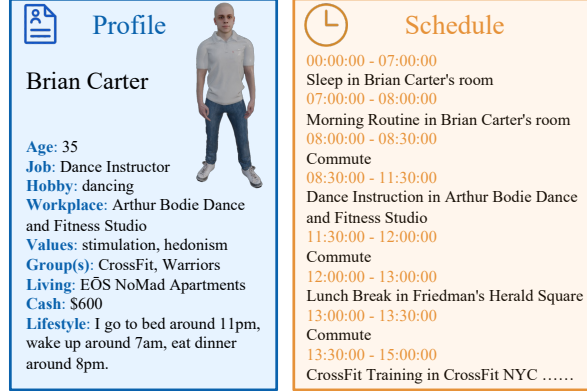 Profile
Brian Carter
Age: 35
Job: Dance Instructor
Hobby: dancing
Workplace: Arthur Bodie Dance
and Fitness Studio
Values: stimulation, hedonism
Group(s): CrossFit, Warriors
Living: EŌS NoMad Apartments
Cash: $600
Lifestyle: I go to bed around 11pm,
wake up around 7am, eat dinner
around 8pm.
Schedule
00:00:00 - 07:00:00
Sleep in Brian Carter's room
07:00:00 - 08:00:00
Morning Routine in Brian Carter's room
08:00:00 - 08:30:00
Commute
08:30:00 - 11:30:00
Dance Instruction in Arthur Bodie Dance
and Fitness Studio
11:30:00 - 12:00:00
Commute
12:00:00 - 13:00:00
Lunch Break in Friedman's Herald Square
13:00:00 - 13:30:00
Commute
13:30:00 - 15:00:00
CrossFit Training in CrossFit NYC ……